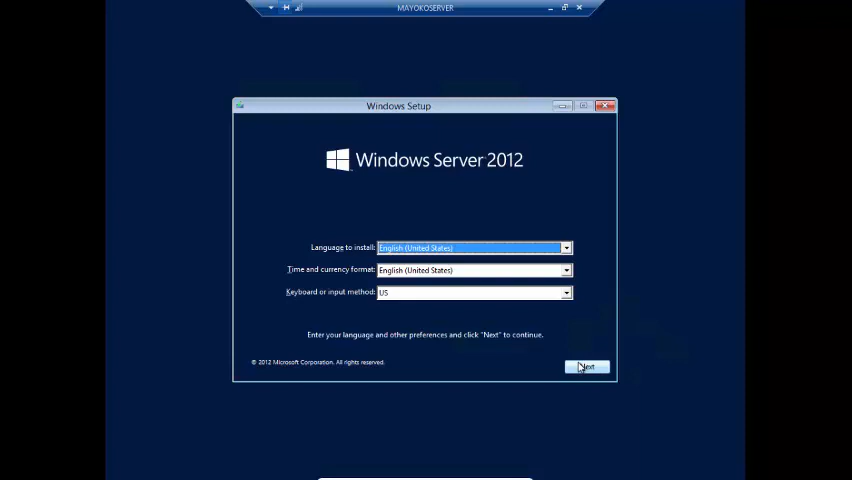 MAYOKOSERVER
Windows Setup
Windows Server 2012
Language to install: English (United States)
Time and currency format: English (United States)
Keyboard or input method: US
Enter your language and other preferences and click "Next" to continue.
© 2012 Microsoft Corporation. All rights reserved.
Next